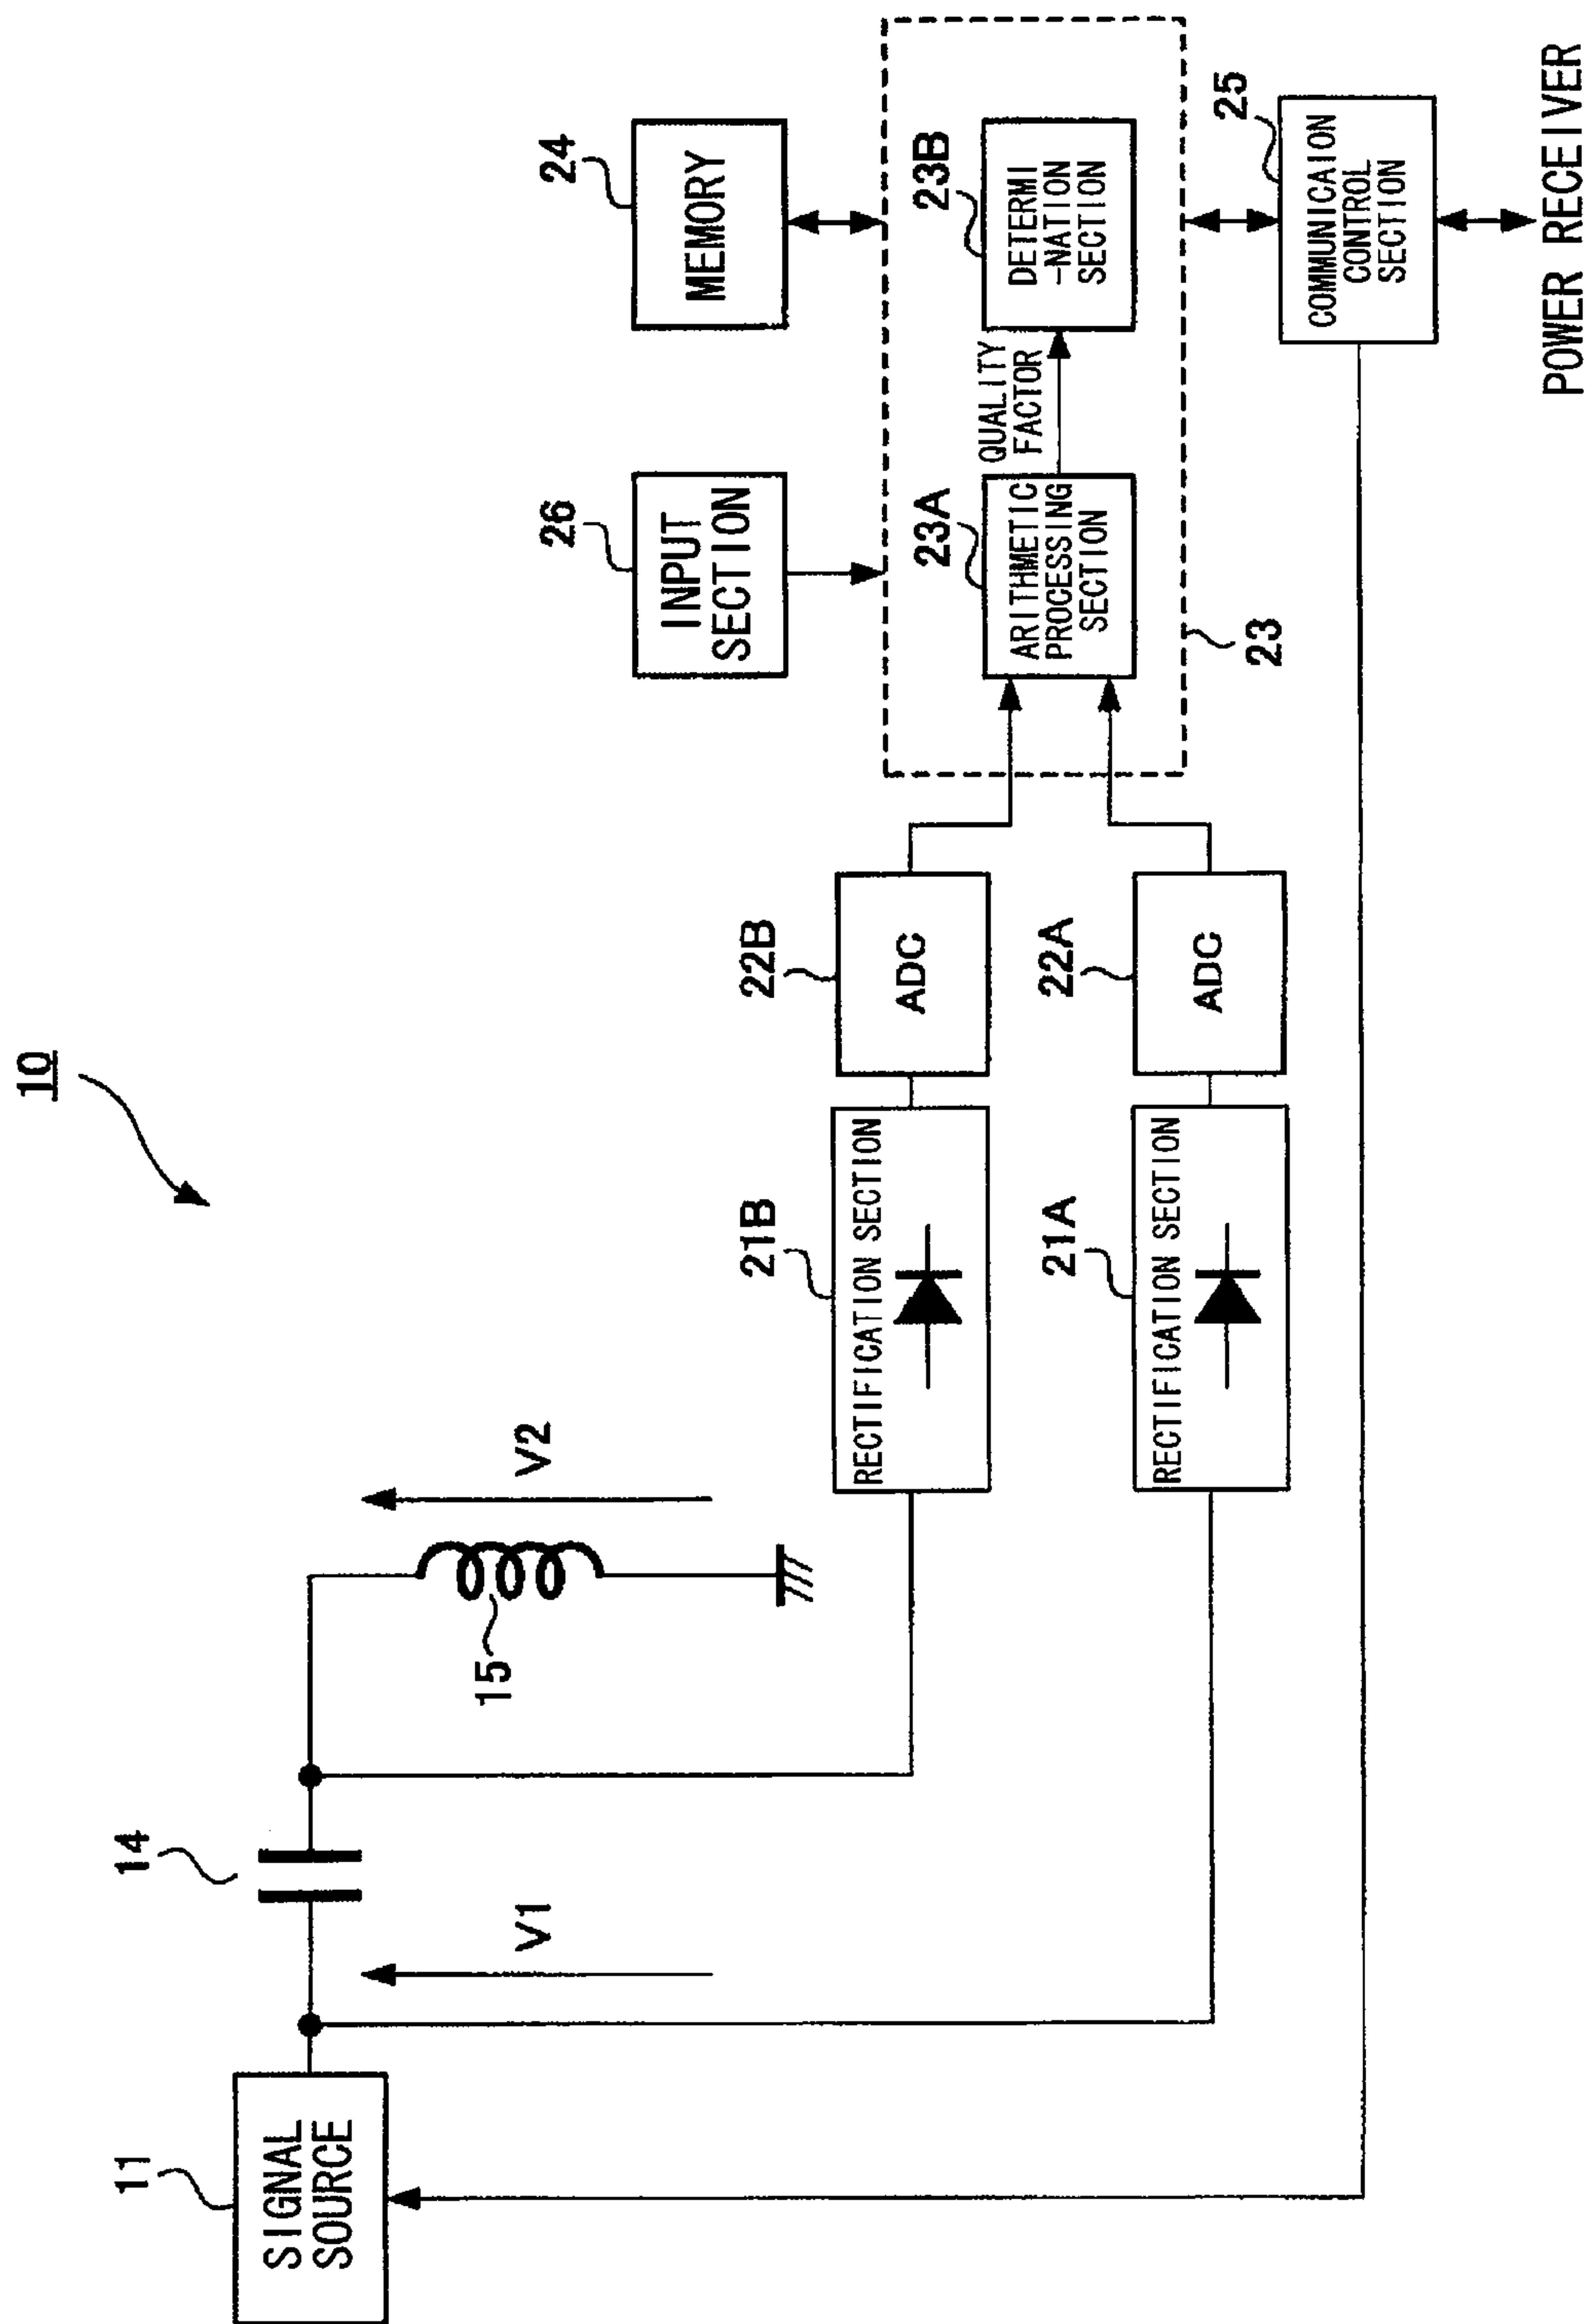 10
11
SIGNAL
SOURCE
14
V1
15
V2
21B
RECTIFICATION SECTION
22B
ADC
21A
RECTIFICATION SECTION
22A
ADC
26
INPUT
SECTION
24
MEMORY
23
23A
ARITHMETIC
PROCESSING
SECTION
QUALITY
FACTOR
23B
DETERMI
-NATION
SECTION
25
COMMUNICAION
CONTROL
SECTION
POWER RECEIVER